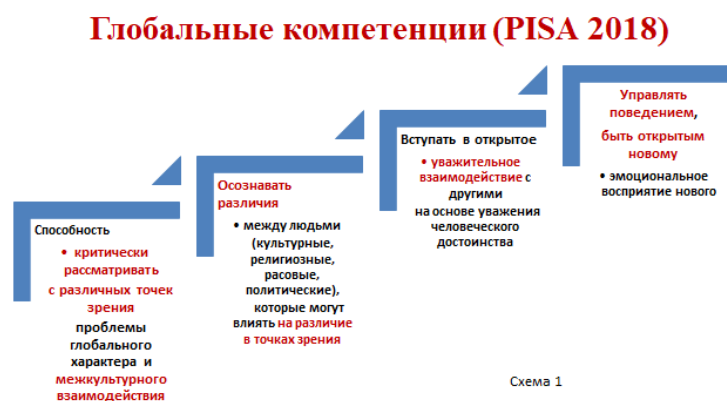 Глобальные компетенции (PISA 2018)
Способность
• критически
рассматривать
с различных точек
зрения
проблемы
глобального
характера и
межкультурного
взаимодействия
Осознавать
различия
• между людьми
(культурные,
религиозные,
расовые,
политические),
которые могут
влиять на различие
в точках зрения
Вступать в открытое
• уважительное
взаимодействие с
другими
на основе уважения
человеческого
достоинства
Управлять
поведением,
быть открытым
новому
• эмоциональное
восприятие нового
Схема 1